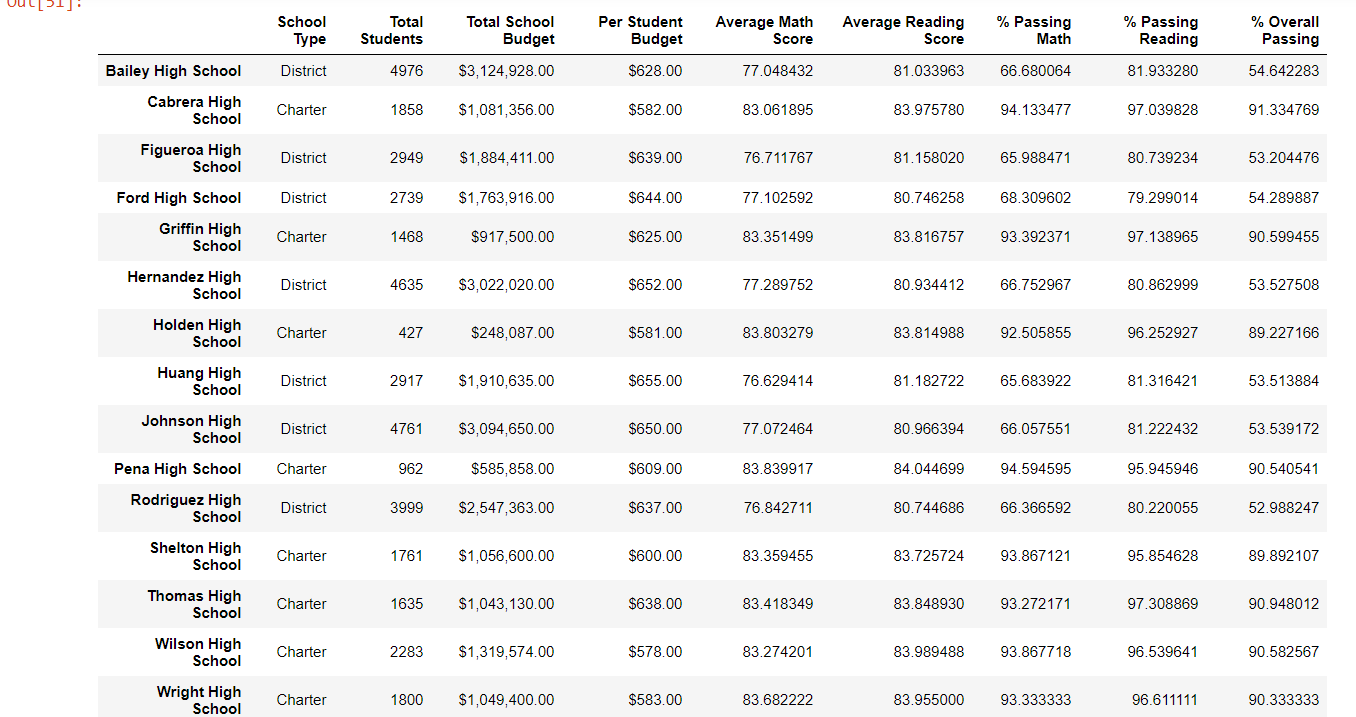 Out[51]:
School Type Total Students Total School Budget Per Student Budget Average Math Score Average Reading Score % Passing Math % Passing Reading % Overall Passing
Bailey High School District 4976 $3,124,928.00 $628.00 77.048432 81.033963 66.680064 81.933280 54.642283
Cabrera High School Charter 1858 $1,081,356.00 $582.00 83.061895 83.975780 94.133477 97.039828 91.334769
Figueroa High School District 2949 $1,884,411.00 $639.00 76.711767 81.158020 65.988471 80.739234 53.204476
Ford High School District 2739 $1,763,916.00 $644.00 77.102592 80.746258 68.309602 79.299014 54.289887
Griffin High School Charter 1468 $917,500.00 $625.00 83.351499 83.816757 93.392371 97.138965 90.599455
Hernandez High School District 4635 $3,022,020.00 $652.00 77.289752 80.934412 66.752967 80.862999 53.527508
Holden High School Charter 427 $248,087.00 $581.00 83.803279 83.814988 92.505855 96.252927 89.227166
Huang High School District 2917 $1,910,635.00 $655.00 76.629414 81.182722 65.683922 81.316421 53.513884
Johnson High School District 4761 $3,094,650.00 $650.00 77.072464 80.966394 66.057551 81.222432 53.539172
Pena High School Charter 962 $585,858.00 $609.00 83.839917 84.044699 94.594595 95.945946 90.540541
Rodriguez High School District 3999 $2,547,363.00 $637.00 76.842711 80.744686 66.366592 80.220055 52.988247
Shelton High School Charter 1761 $1,056,600.00 $600.00 83.359455 83.725724 93.867121 95.854628 89.892107
Thomas High School Charter 1635 $1,043,130.00 $638.00 83.418349 83.848930 93.272171 97.308869 90.948012
Wilson High School Charter 2283 $1,319,574.00 $578.00 83.274201 83.989488 93.867718 96.539641 90.582567
Wright High School Charter 1800 $1,049,400.00 $583.00 83.682222 83.955000 93.333333 96.611111 90.333333